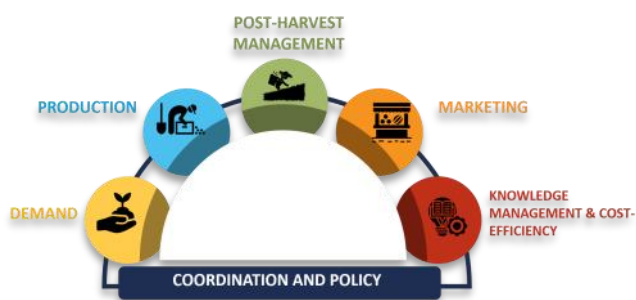 POST-HARVEST
MANAGEMENT
PRODUCTION
MARKETING
DEMAND
KNOWLEDGE
MANAGEMENT & COST-
EFFICIENCY
COORDINATION AND POLICY